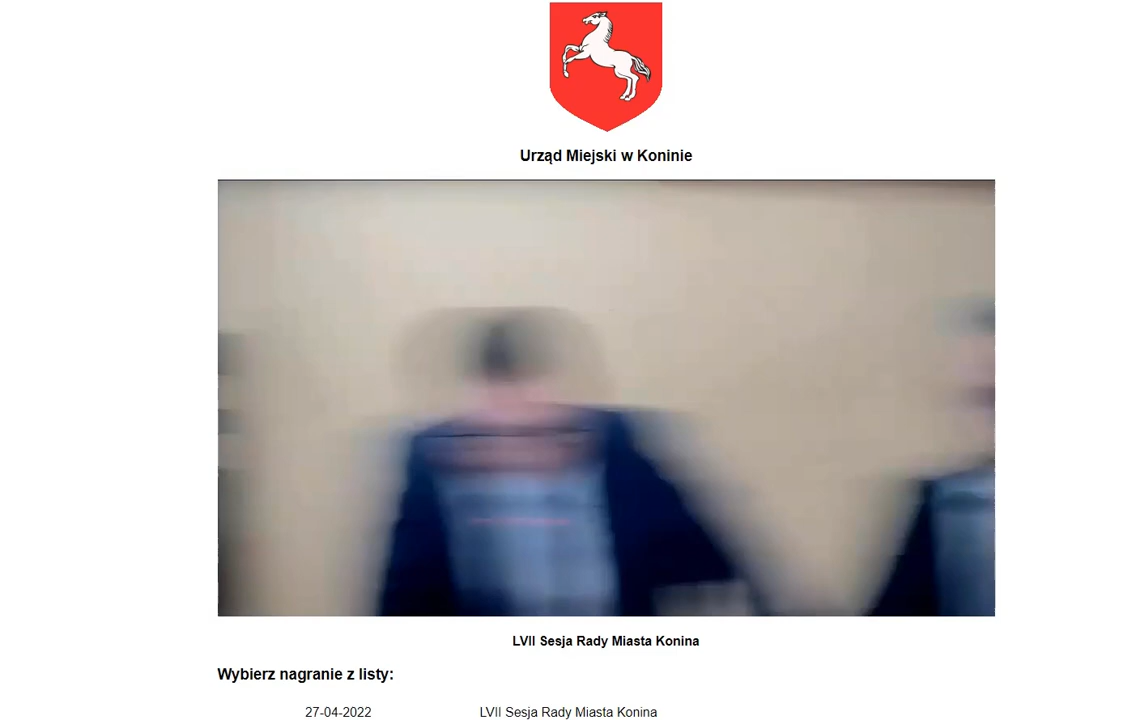 Urząd Miejski w Koninie
LVII Sesja Rady Miasta Konina
Wybierz nagranie z listy:
27-04-2022 LVII Sesja Rady Miasta Konina